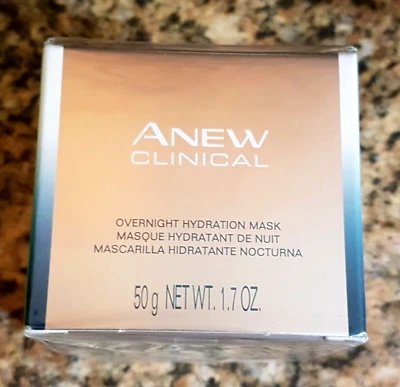 ANEW
CLINICAL
OVERNIGHT HYDRATION MASK
MASQUE HYDRATANT DE NUIT
MASCARILLA HIDRATANTE NOCTURNA
50 g NET WT. 1.7 OZ.